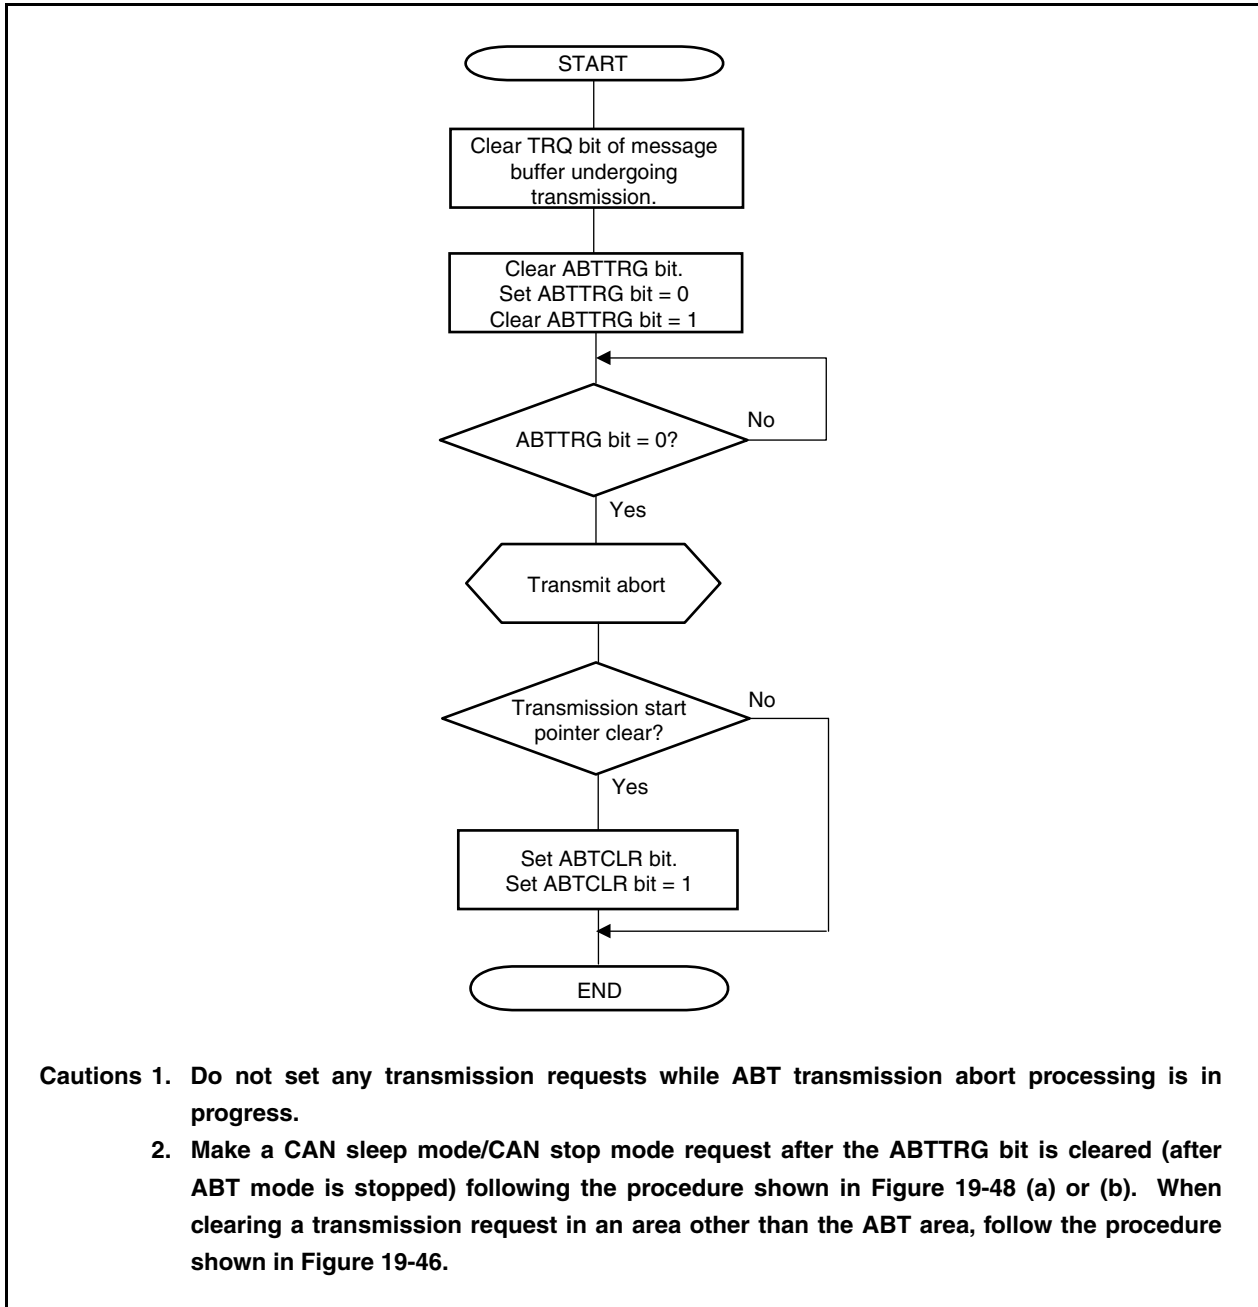 START
Clear TRQ bit of message
buffer undergoing
transmission.
Clear ABTTRG bit.
Set ABTTRG bit = 0
Clear ABTTRG bit = 1
No
ABTTRG bit = 0?
Yes
Transmit abort
No
Transmission start
pointer clear?
Yes
Set ABTCLR bit.
Set ABTCLR bit = 1
END
Cautions 1. Do not set any transmission requests while ABT transmission abort processing is in
progress.
2. Make a CAN sleep mode/CAN stop mode request after the ABTTRG bit is cleared (after
ABT mode is stopped) following the procedure shown in Figure 19-48 (a) or (b). When
clearing a transmission request in an area other than the ABT area, follow the procedure
shown in Figure 19-46.